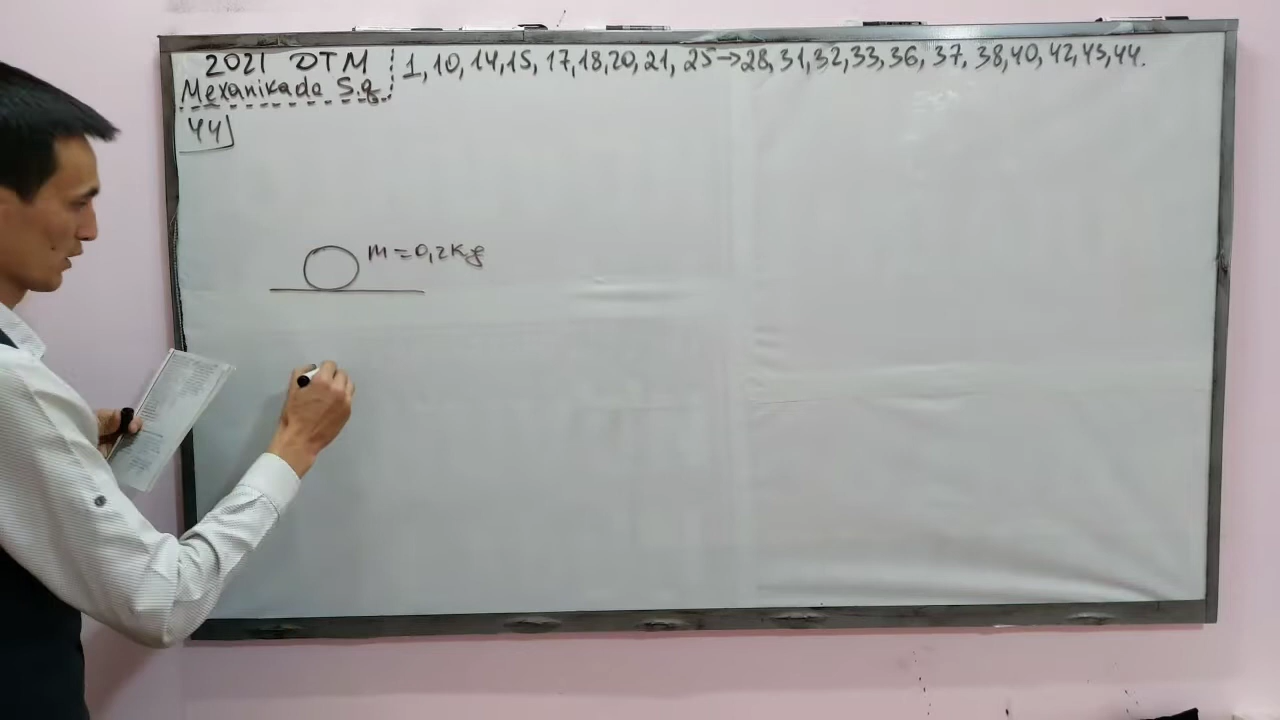 2021 DTM
Mexanikada S.q
1, 10, 14, 15, 17, 18, 20, 21, 25→28, 31, 32, 33, 36, 37, 38, 40, 42, 43, 44.
44
m=0,2kg